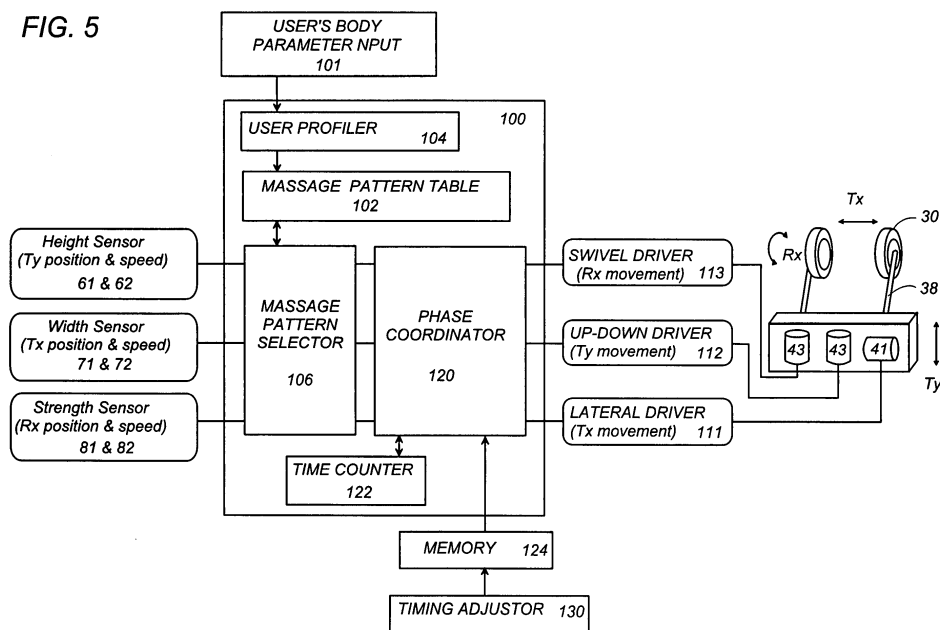 FIG. 5
USER'S BODY
PARAMETER NPUT
101
100
USER PROFILER
104
MASSAGE PATTERN TABLE
102
Height Sensor
(Ty position & speed)
61 & 62
Width Sensor
(Tx position & speed)
71 & 72
Strength Sensor
(Rx position & speed)
81 & 82
MASSAGE
PATTERN
SELECTOR
106
PHASE
COORDINATOR
120
TIME COUNTER
122
MEMORY 124
TIMING ADJUSTOR 130
SWIVEL DRIVER
(Rx movement) 113
UP-DOWN DRIVER
(Ty movement) 112
LATERAL DRIVER
(Tx movement) 111
Tx
30
Rx
38
43
43
41
Ty